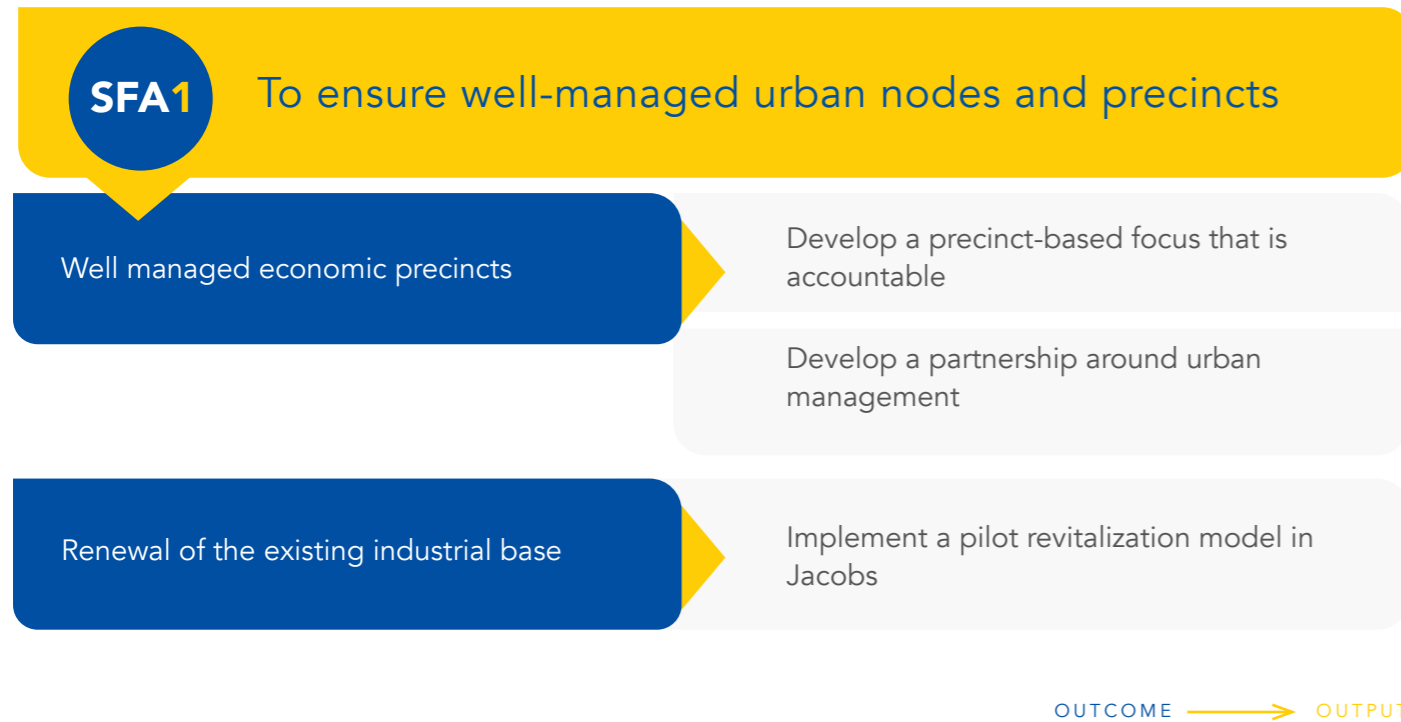 SFA1
To ensure well-managed urban nodes and precincts
Well managed economic precincts
Develop a precinct-based focus that is
accountable
Develop a partnership around urban
management
Renewal of the existing industrial base
Implement a pilot revitalization model in
Jacobs
OUTCOME OUTPUT